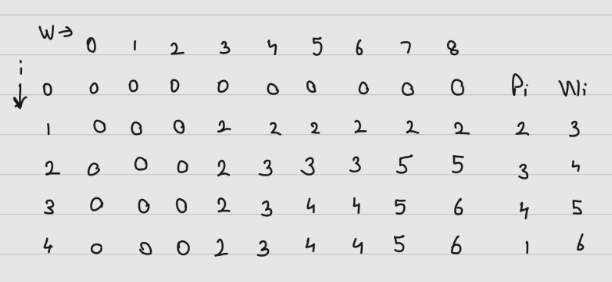 W→ 0 1 2 3 4 5 6 7 8
i
↓ 0 0 0 0 0 0 0 0 0 0 Pi Wi
1 0 0 0 2 2 2 2 2 2 2 3
2 0 0 0 2 3 3 3 5 5 3 4
3 0 0 0 2 3 4 4 5 6 4 5
4 0 0 0 2 3 4 4 5 6 1 6